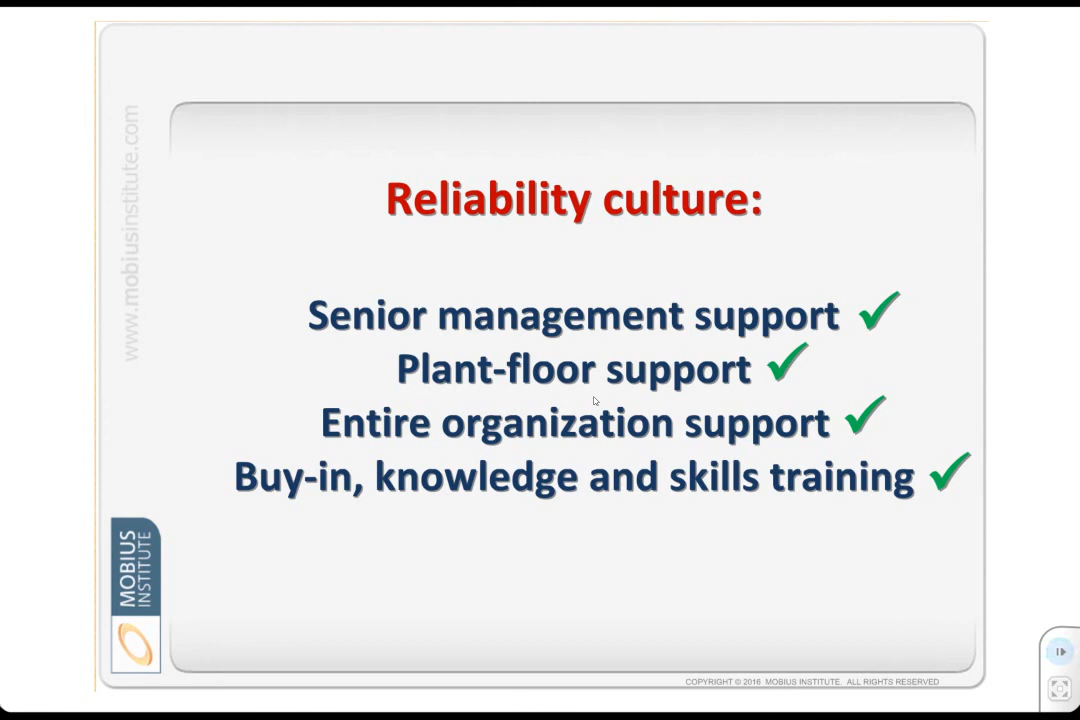 www.mobiusinstitute.com
Reliability culture:
Senior management support
Plant-floor support
Entire organization support
Buy-in, knowledge and skills training
MOBIUS
INSTITUTE
COPYRIGHT © 2016 MOBIUS INSTITUTE. ALL RIGHTS RESERVED